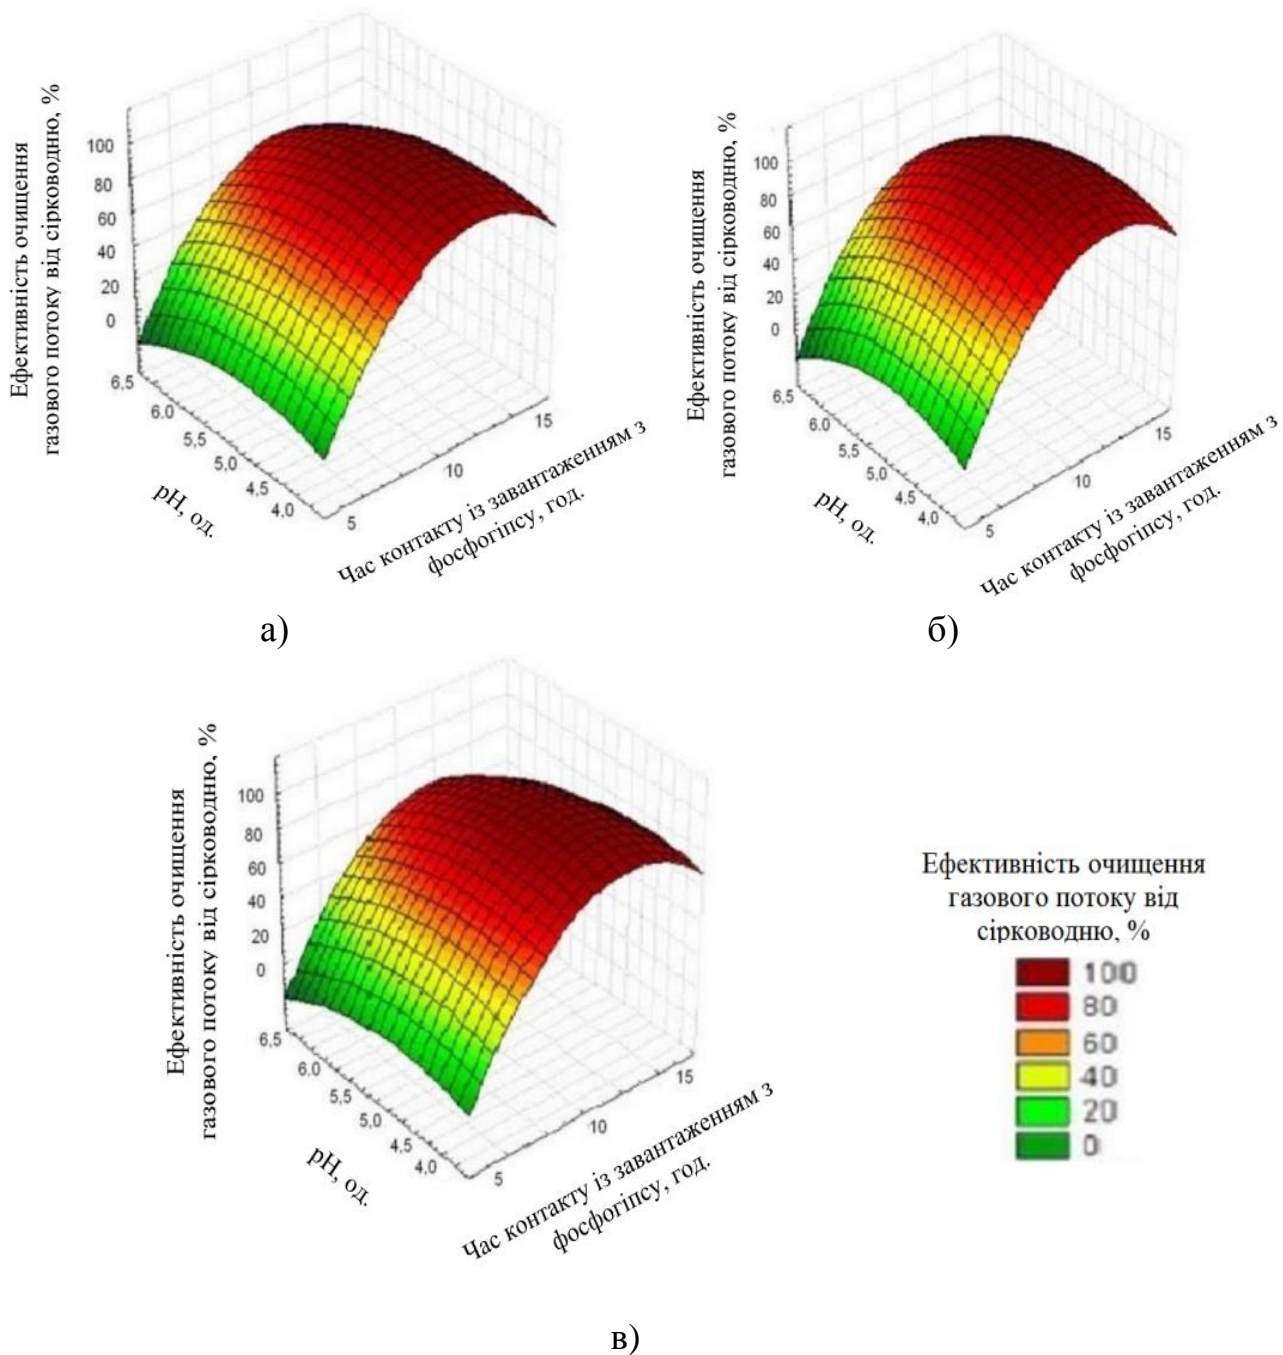 Ефективність очищення
газового потоку від сірководню, %
100
80
60
40
20
0
6,5
6.0
5,5
5,0
4,5
4,0
pH, од.
5
10
15
Час контакту із завантаженням з
фосфогіпсу, год.
а)
Ефективність очищення
газового потоку від сірководню, %
100
80
60
40
20
0
6,5
6,0
5,5
5,0
4,5
4,0
pH, од.
5
10
15
Час контакту із завантаженням з
фосфогіпсу, год.
б)
Ефективність очищення
газового потоку від сірководню, %
100
80
60
40
20
0
6,5
6.0
5,5
5,0
4,5
4,0
pH, од.
5
10
15
Час контакту із завантаженням з
фосфогіпсу, год.
Ефективність очищення
газового потоку від
сірководню, %
100
80
60
40
20
0
в)